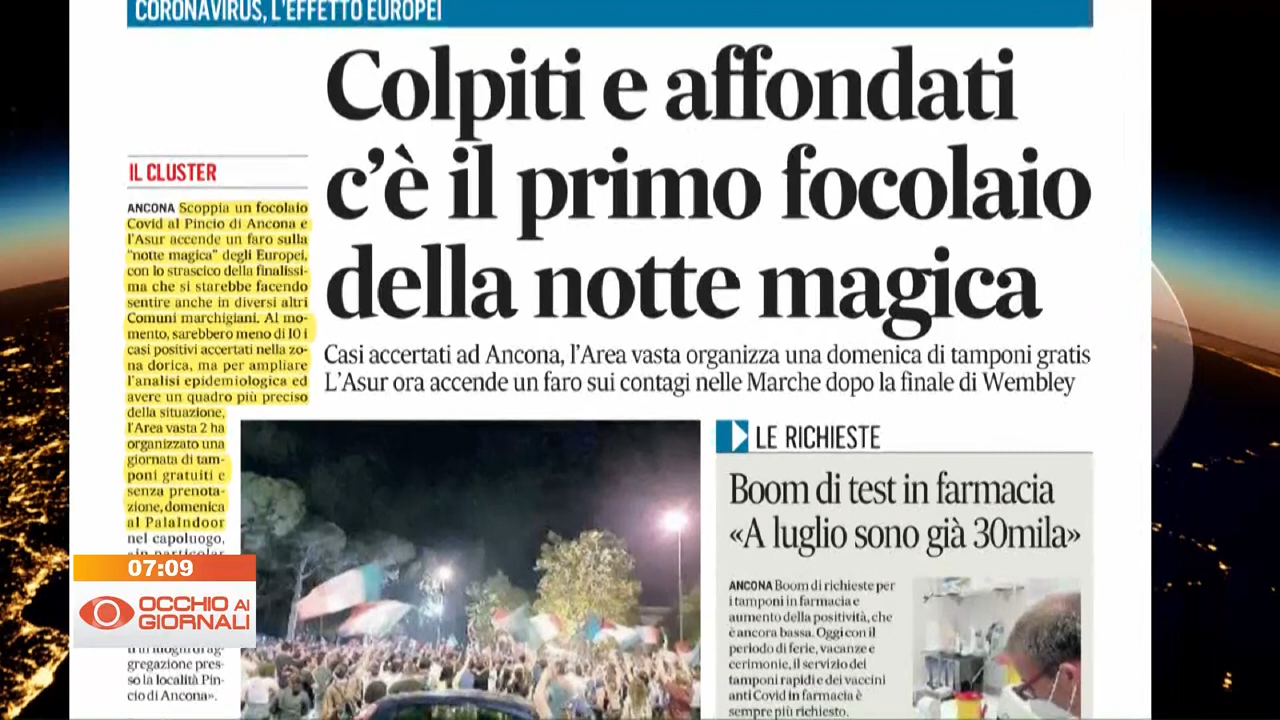 CORONAVIRUS, L'EFFETTO EUROPEI
Colpiti e affondati
c'è il primo focolaio
della notte magica
Casi accertati ad Ancona, l'Area vasta organizza una domenica di tamponi gratis
L'Asur ora accende un faro sui contagi nelle Marche dopo la finale di Wembley
IL CLUSTER
ANCONA Scoppia un focolaio
Covid al Pincio di Ancona e
l'Asur accende un faro sulla
"notte magica" degli Europei,
con lo strascico della finalissi-
ma che si starebbe facendo
sentire anche in diversi altri
Comuni marchigiani. Al mo-
mento, sarebbero meno di 10 i
casi positivi accertati nella zo-
na dorica, ma per ampliare
l'analisi epidemiologica ed
avere un quadro più preciso
della situazione,
l'Area vasta 2 ha
organizzato una
giornata di tam-
poni gratuiti e
senza prenota-
zione, domenica
al PalaIndoor
nel capoluogo,
«in particolar
gregazione pres-
so la località Pin-
cio di Ancona».
LE RICHIESTE
Boom di test in farmacia
«A luglio sono già 30mila»
ANCONA Boom di richieste per
i tamponi in farmacia e
aumento della positività, che
è ancora bassa. Oggi con il
periodo di ferie, vacanze e
cerimonie, il servizio dei
tamponi rapidi e dei vaccini
anti Covid in farmacia è
sempre più richiesto.
07:09
OCCHIO AI
GIORNALI